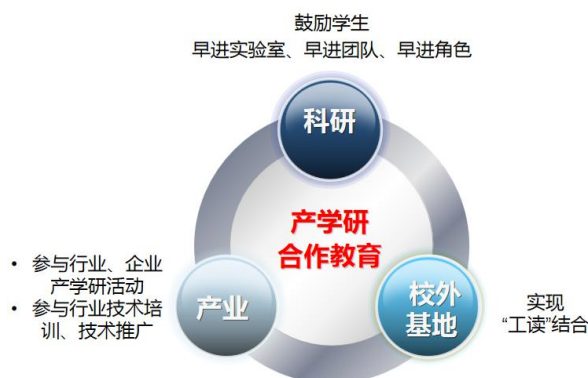 鼓励学生
早进实验室、早进团队、早进角色
科研
产学研
合作教育
• 参与行业、企业
产学研活动
• 参与行业技术培
训、技术推广
产业
校外
基地
实现
“工读”结合